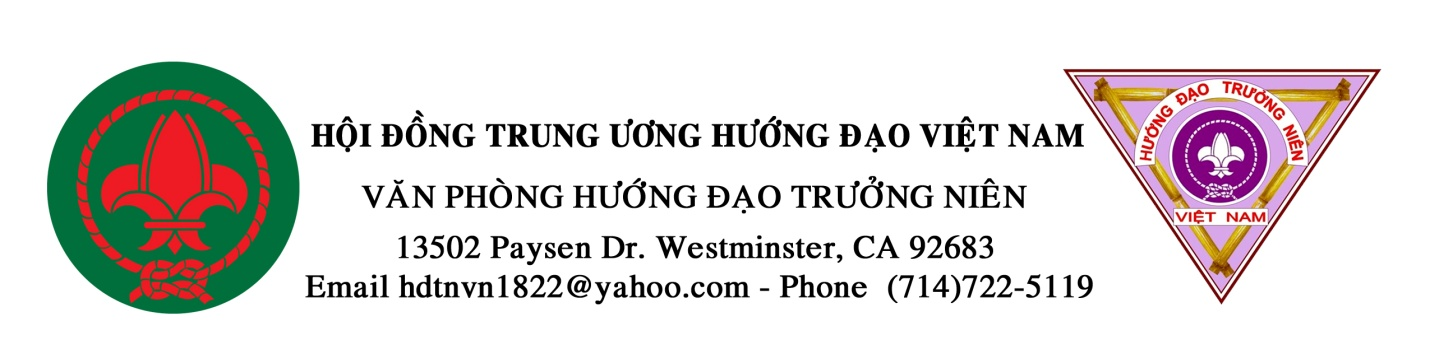 HỘI ĐỒNG TRUNG ƯƠNG HƯỚNG ĐẠO VIỆT NAM
VĂN PHÒNG HƯỚNG ĐẠO TRƯỞNG NIÊN
13502 Paysen Dr. Westminster, CA 92683
Email hdtnvn1822@yahoo.com - Phone (714)722-5119
HƯỚNG ĐẠO TRƯỞNG NIÊN
VIỆT NAM